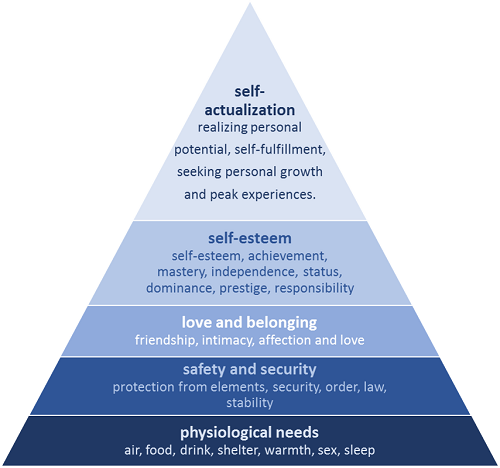 self-
actualization
realizing personal
potential, self-fulfillment,
seeking personal growth
and peak experiences.
self-esteem
self-esteem, achievement,
mastery, independence, status,
dominance, prestige, responsibility
love and belonging
friendship, intimacy, affection and love
safety and security
protection from elements, security, order, law,
stability
physiological needs
air, food, drink, shelter, warmth, sex, sleep